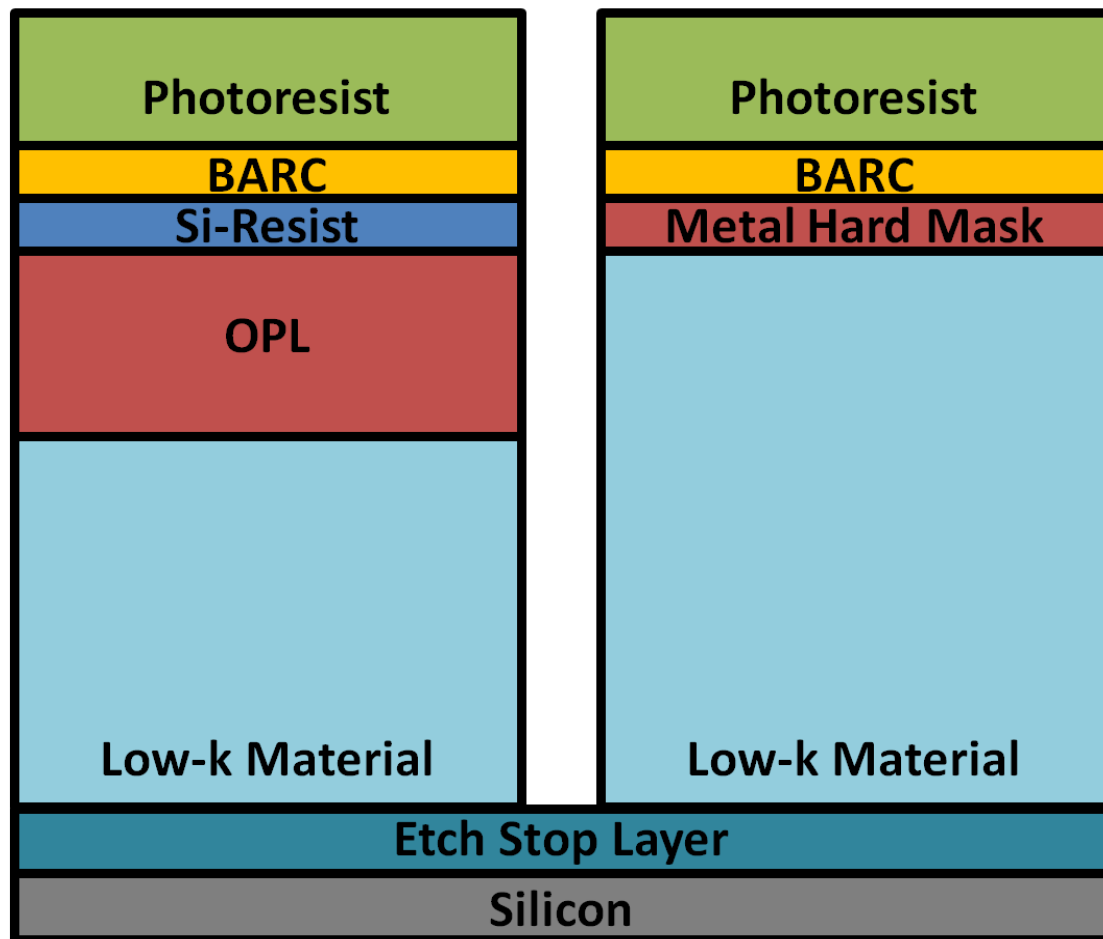 Photoresist
BARC
Si-Resist
OPL
Low-k Material
Photoresist
BARC
Metal Hard Mask
Low-k Material
Etch Stop Layer
Silicon